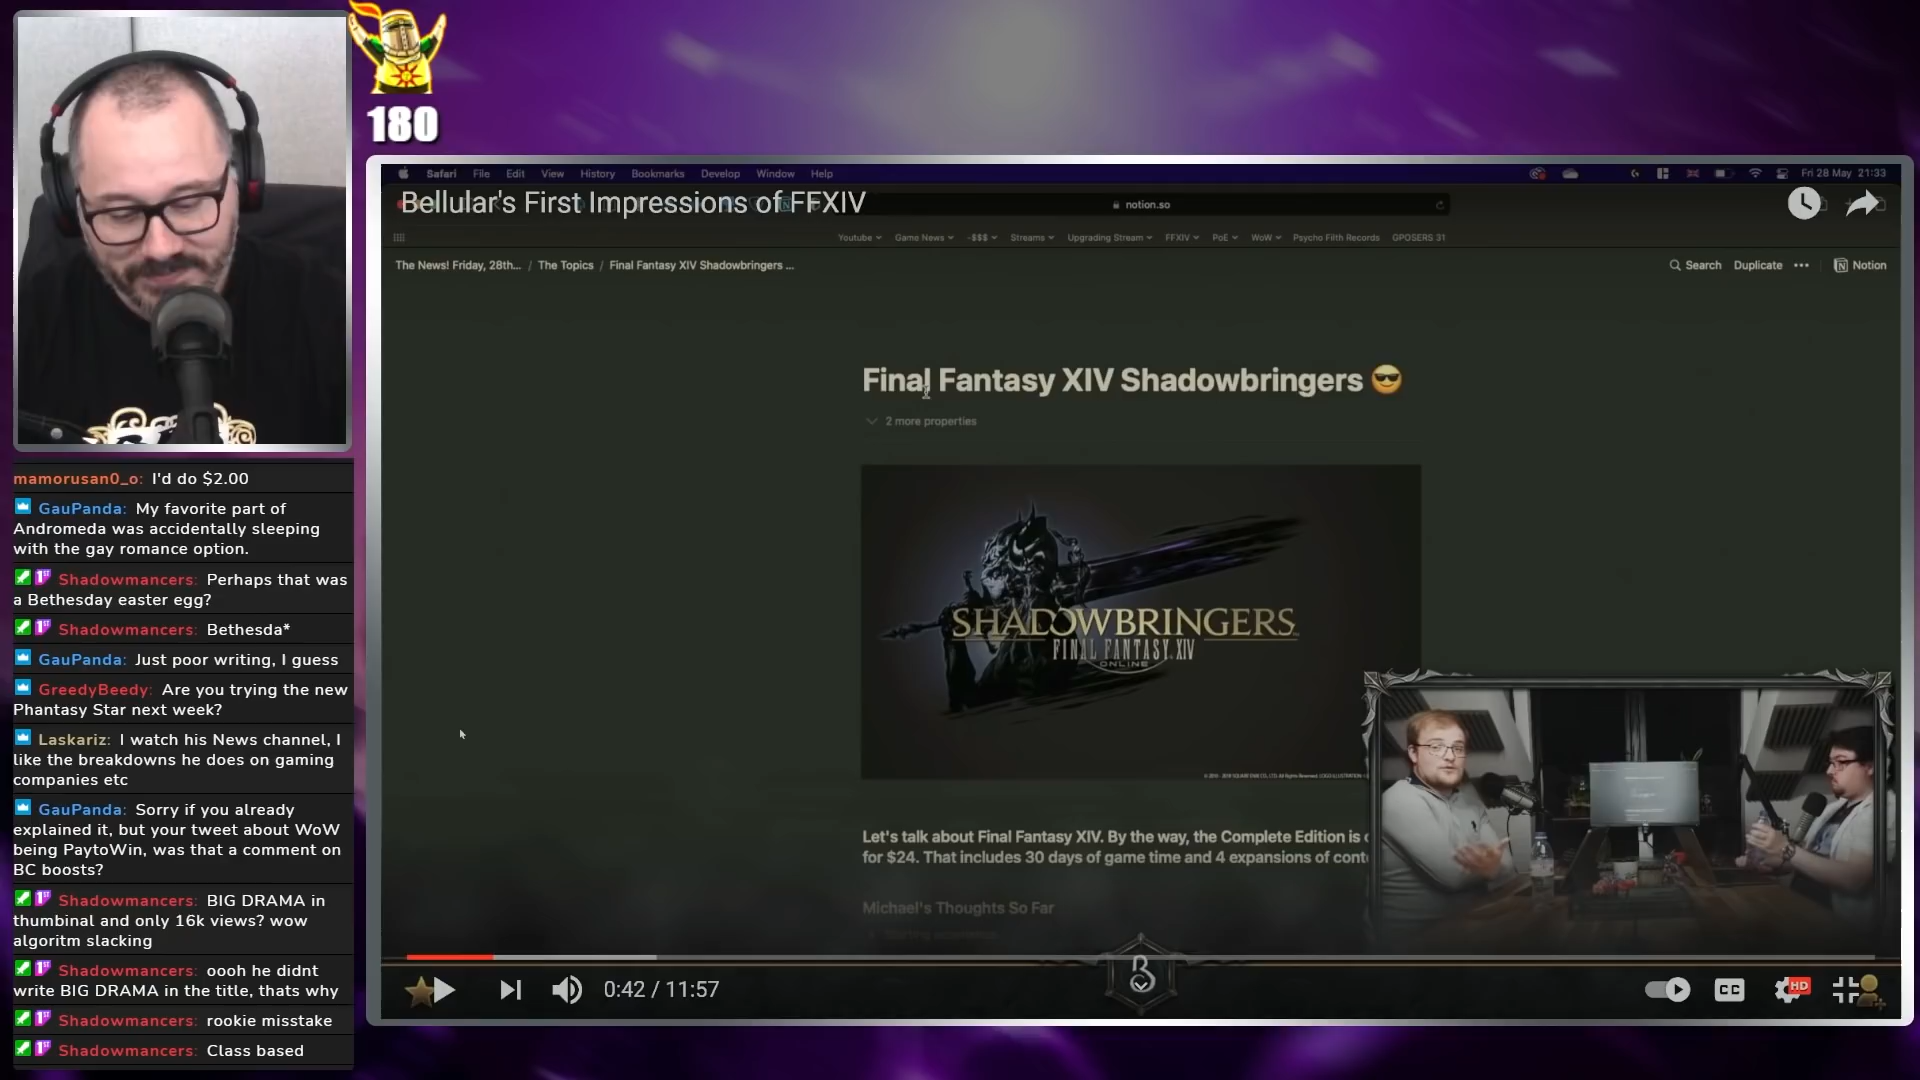 180
mamorusan0_o: I'd do $2.00
GauPanda: My favorite part of
Andromeda was accidentally sleeping
with the gay romance option.
Shadowmancers: Perhaps that was
a Bethesday easter egg?
Shadowmancers: Bethesda*
GauPanda: Just poor writing, I guess
GreedyBeedy: Are you trying the new
Phantasy Star next week?
Laskariz: I watch his News channel, I
like the breakdowns he does on gaming
companies etc
GauPanda: Sorry if you already
explained it, but your tweet about WoW
being PaytoWin, was that a comment on
BC boosts?
Shadowmancers: BIG DRAMA in
thumbinal and only 16k views? wow
algoritm slacking
Shadowmancers: oooh he didnt
write BIG DRAMA in the title, thats why
Shadowmancers: rookie misstake
Shadowmancers: Class based
Safari File Edit View History Bookmarks Develop Window Help
Fri 28 May 21:33
Bellular's First Impressions of FFXIV
notion.so
Youtube Game News -$$$ Streams Upgrading Stream FFXIV PoE WoW Psycho Filth Records GPOSERS 31
The News! Friday, 28th... / The Topics / Final Fantasy XIV Shadowbringers ...
Search Duplicate ••• Notion
Final Fantasy XIV Shadowbringers 😎
2 more properties
SHADOWBRINGERS
FINAL FANTASY XIV
ONLINE
Let's talk about Final Fantasy XIV. By the way, the Complete Edition is
for $24. That includes 30 days of game time and 4 expansions of cont
Michael's Thoughts So Far
0:42 / 11:57
CC
HD